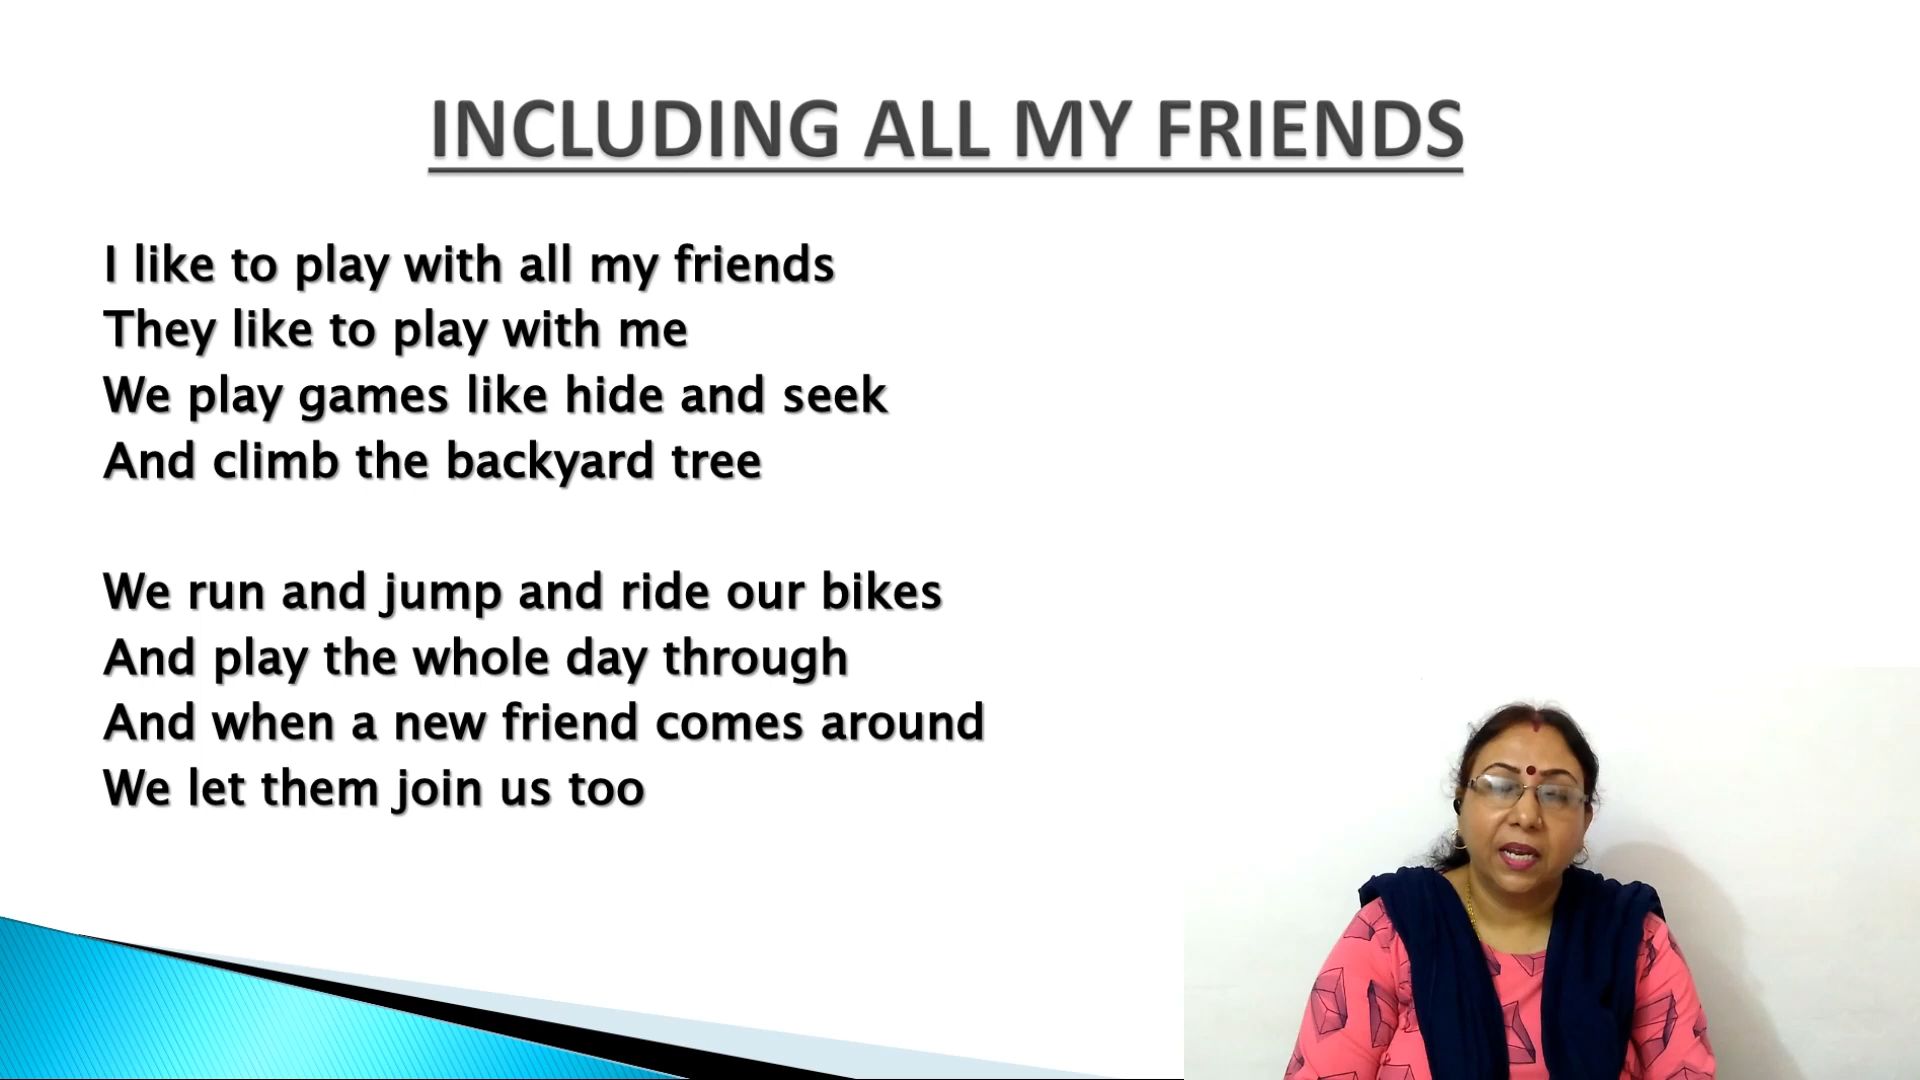 INCLUDING ALL MY FRIENDS
I like to play with all my friends
They like to play with me
We play games like hide and seek
And climb the backyard tree
We run and jump and ride our bikes
And play the whole day through
And when a new friend comes around
We let them join us too